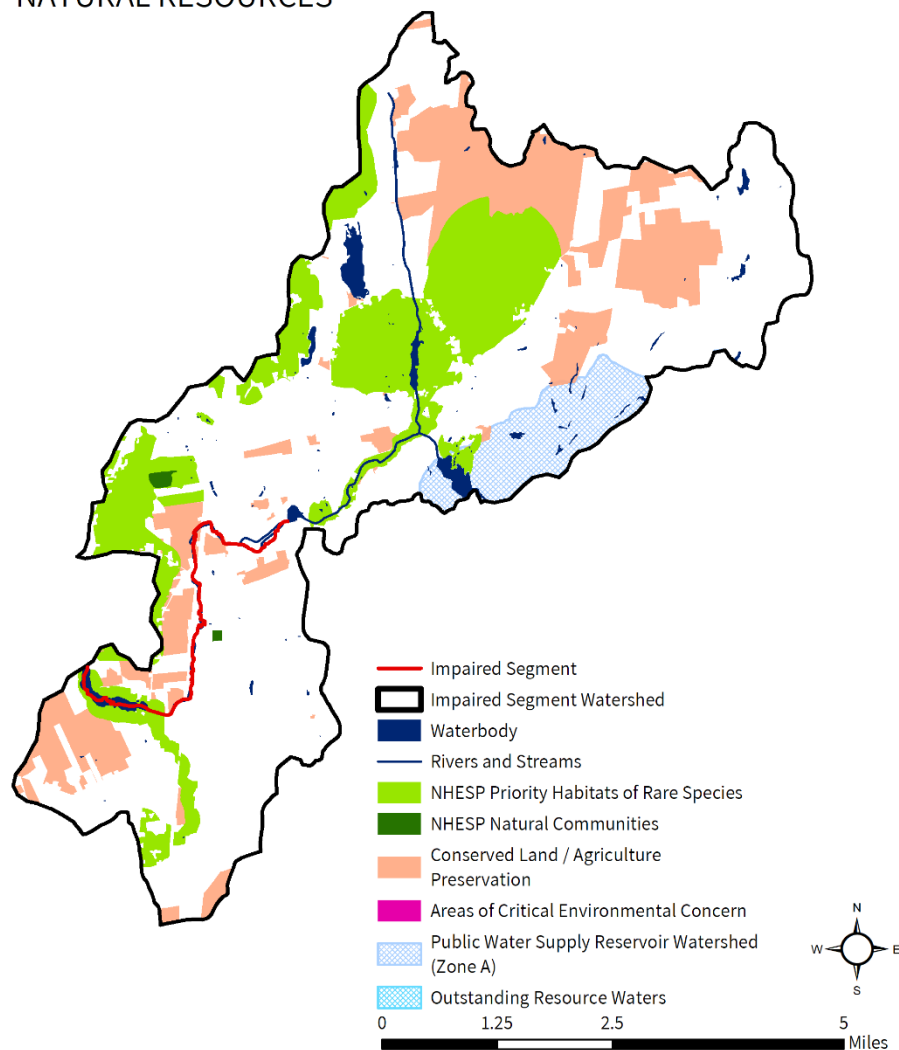 NATURAL RESOURCES
Impaired Segment
Impaired Segment Watershed
Waterbody
Rivers and Streams
NHESP Priority Habitats of Rare Species
NHESP Natural Communities
Conserved Land / Agriculture
Preservation
Areas of Critical Environmental Concern
Public Water Supply Reservoir Watershed
(Zone A)
Outstanding Resource Waters
N
W E
S
0 1.25 2.5 5
Miles